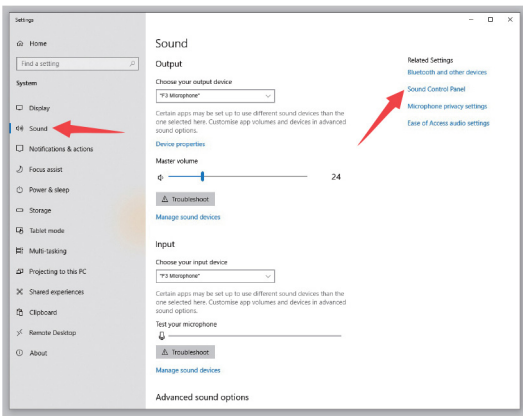 Settings
Home
Find a setting
System
Display
Sound
Notifications & actions
Focus assist
Power & sleep
Storage
Tablet mode
Multi-tasking
Projecting to this PC
Shared experiences
Clipboard
Remote Desktop
About
Sound
Output
Choose your output device
"F3 Microphone"
Certain apps may be set up to use different sound devices than the
one selected here. Customise app volumes and devices in advanced
sound options.
Device properties
Master volume
24
Troubleshoot
Manage sound devices
Input
Choose your input device
"F3 Microphone"
Certain apps may be set up to use different sound devices than the
one selected here. Customise app volumes and devices in advanced
sound options.
Test your microphone
Troubleshoot
Manage sound devices
Advanced sound options
Related Settings
Bluetooth and other devices
Sound Control Panel
Microphone privacy settings
Ease of Access audio settings